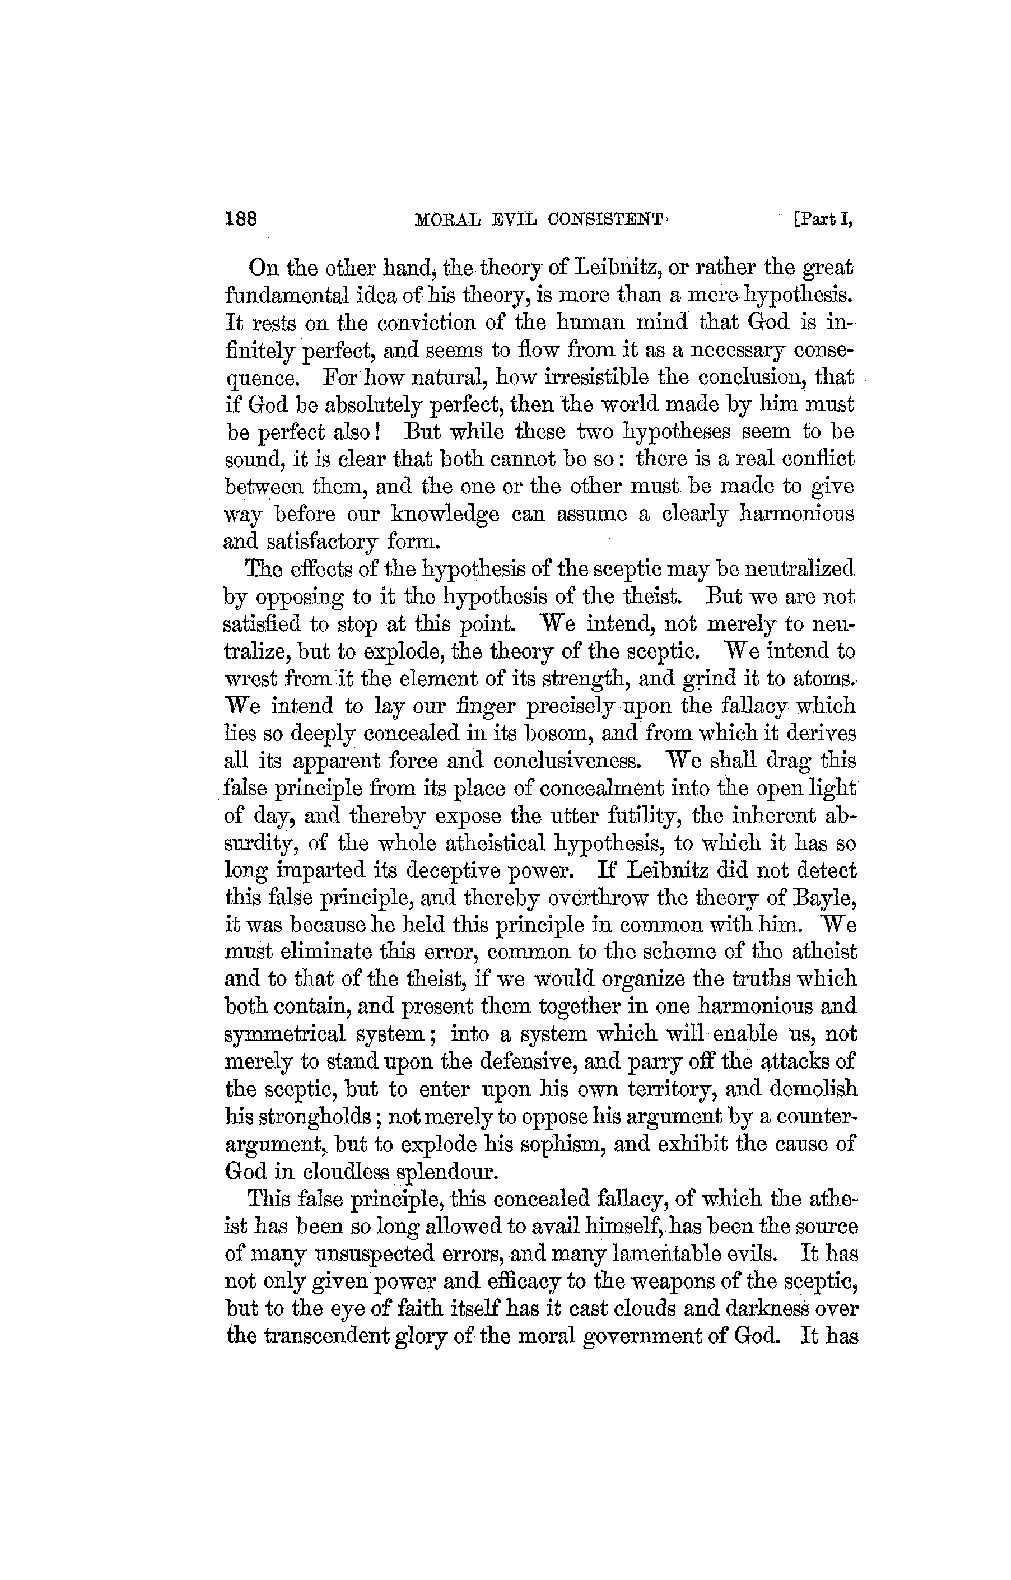 188 MORAL EVIL CONSISTENT [Part I,
On the other hand, the theory of Leibnitz, or rather the great
fundamental idea of his theory, is more than a mere hypothesis.
It rests on the conviction of the human mind that God is in-
finitely perfect, and seems to flow from it as a necessary conse-
quence. For how natural, how irresistible the conclusion, that
if God be absolutely perfect, then the world made by him must
be perfect also! But while these two hypotheses seem to be
sound, it is clear that both cannot be so: there is a real conflict
between them, and the one or the other must be made to give
way before our knowledge can assume a clearly harmonious
and satisfactory form.
The effects of the hypothesis of the sceptic may be neutralized
by opposing to it the hypothesis of the theist. But we are not
satisfied to stop at this point. We intend, not merely to neu-
tralize, but to explode, the theory of the sceptic. We intend to
wrest from it the element of its strength, and grind it to atoms.
We intend to lay our finger precisely upon the fallacy which
lies so deeply concealed in its bosom, and from which it derives
all its apparent force and conclusiveness. We shall drag this
false principle from its place of concealment into the open light
of day, and thereby expose the utter futility, the inherent ab-
surdity, of the whole atheistical hypothesis, to which it has so
long imparted its deceptive power. If Leibnitz did not detect
this false principle, and thereby overthrow the theory of Bayle,
it was because he held this principle in common with him. We
must eliminate this error, common to the scheme of the atheist
and to that of the theist, if we would organize the truths which
both contain, and present them together in one harmonious and
symmetrical system; into a system which will enable us, not
merely to stand upon the defensive, and parry off the attacks of
the sceptic, but to enter upon his own territory, and demolish
his strongholds; not merely to oppose his argument by a counter-
argument, but to explode his sophism, and exhibit the cause of
God in cloudless splendour.
This false principle, this concealed fallacy, of which the athe-
ist has been so long allowed to avail himself, has been the source
of many unsuspected errors, and many lamentable evils. It has
not only given power and efficacy to the weapons of the sceptic,
but to the eye of faith itself has it cast clouds and darkness over
the transcendent glory of the moral government of God. It has